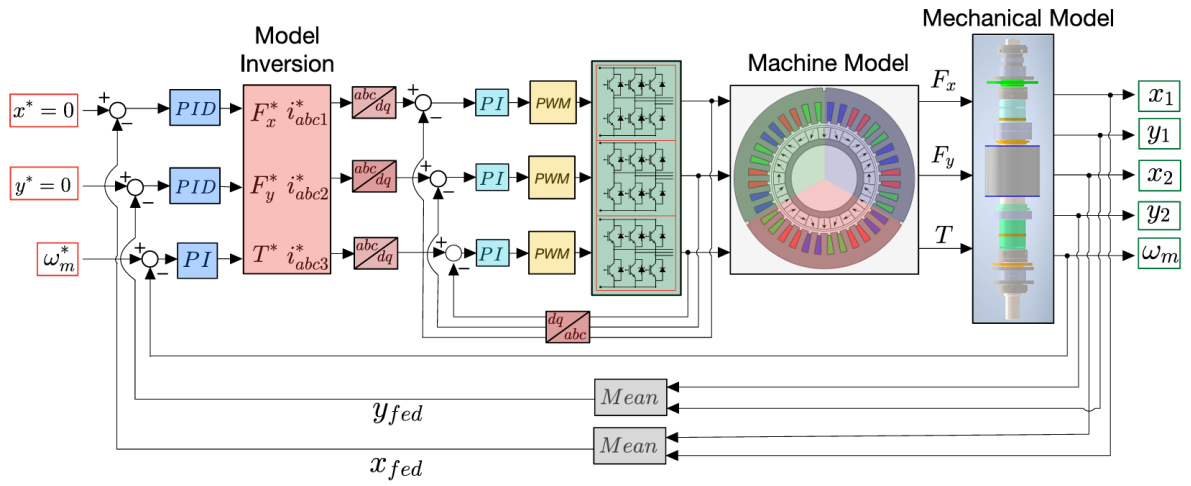 Mechanical Model
Model
Inversion
Machine Model
x* = 0
+
−
PID
F*x i*abc1
abc
dq
+
−
PI
PWM
Fx
x1
y1
y* = 0
+
−
PID
F*y i*abc2
abc
dq
+
−
PI
PWM
Fy
x2
y2
ω*m
+
−
PI
T* i*abc3
abc
dq
+
−
PI
PWM
T
ωm
dq
abc
Mean
yfed
Mean
xfed